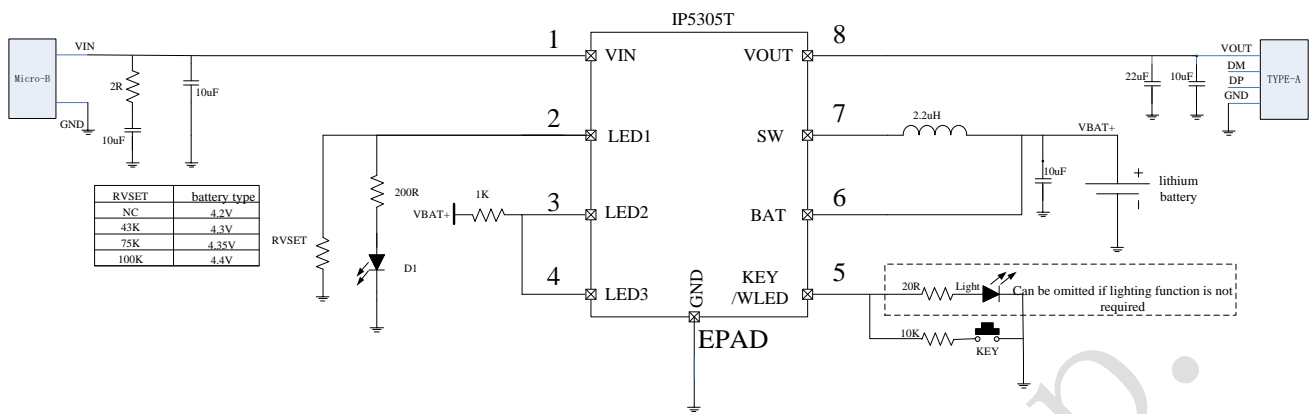 IP5305T
1
8
VIN
VIN
VOUT
VOUT
Micro-B
2R
10uF
10uF
GND
22uF
10uF
DM
DP
GND
TYPE-A
2
LED1
SW
7
2.2uH
VBAT+
10uF
lithium
battery
RVSET battery type
NC 4.2V
43K 4.3V
75K 4.35V
100K 4.4V
200R
1K
VBAT+
3
LED2
BAT
6
RVSET
D1
4
LED3
GND
KEY
/WLED
5
20R
Light
Can be omitted if lighting function is not
required
10K
KEY
EPAD
p.